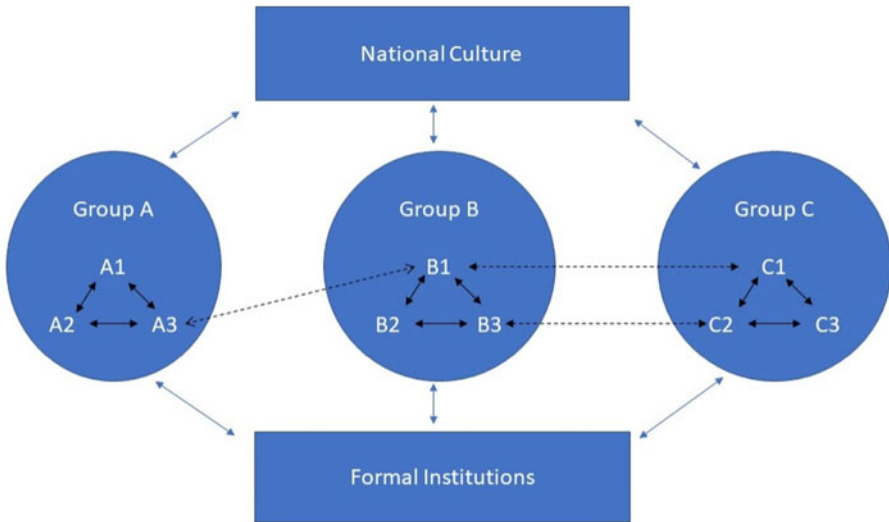 National Culture
Group A
Group B
Group C
A1
B1
C1
A2
A3
B2
B3
C2
C3
Formal Institutions